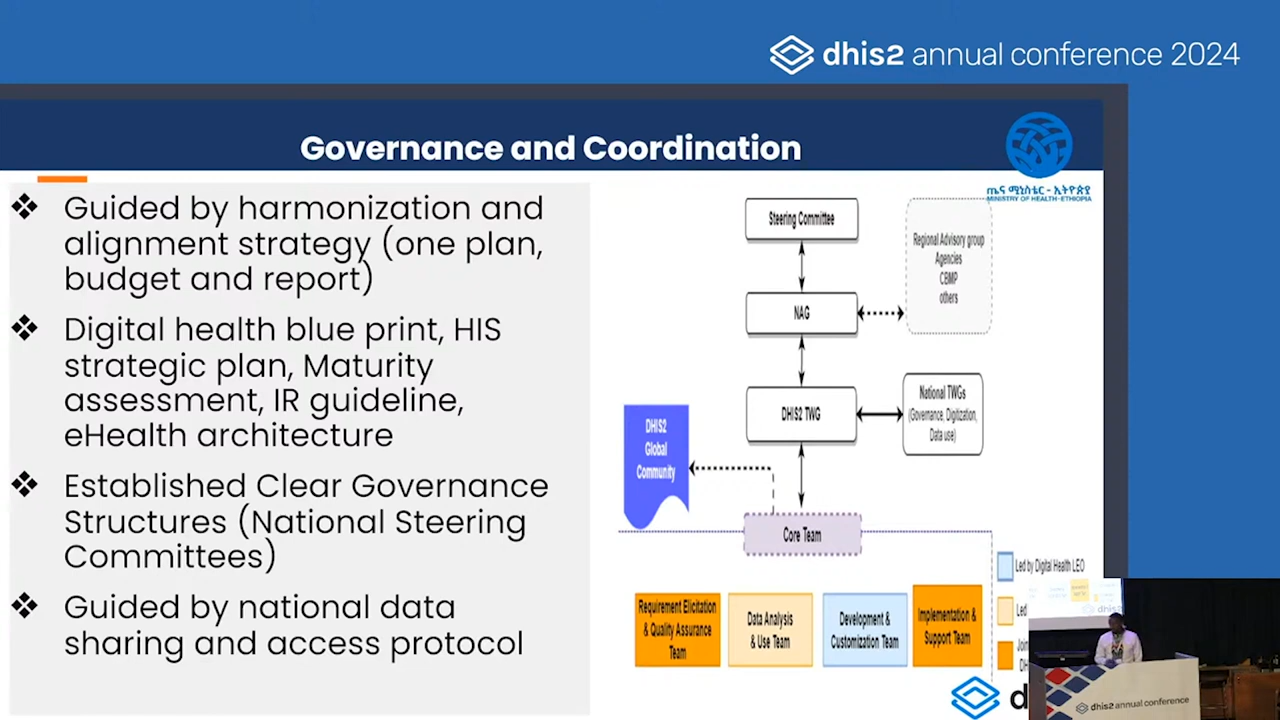 dhis2 annual conference 2024
Governance and Coordination
ጤና ሚኒስቴር - ኢትዮጵያ
MINISTRY OF HEALTH-ETHIOPIA
❖ Guided by harmonization and
alignment strategy (one plan,
budget and report)
❖ Digital health blue print, HIS
strategic plan, Maturity
assessment, IR guideline,
eHealth architecture
❖ Established Clear Governance
Structures (National Steering
Committees)
❖ Guided by national data
sharing and access protocol
Steering Committee
Regional Advisory group
Agencies
CBMP
others
NAG
DHIS2 TWG
National TWGs
(Governance, Digitization,
Data use)
DHIS2
Global
Community
Core Team
Requirement Elicitation
& Quality Assurance
Team
Data Analysis
& Use Team
Development &
Customization Team
Implementation &
Support Team
Led by Digital Health LEO
Led
d
dhis2
dhis2 annual conference